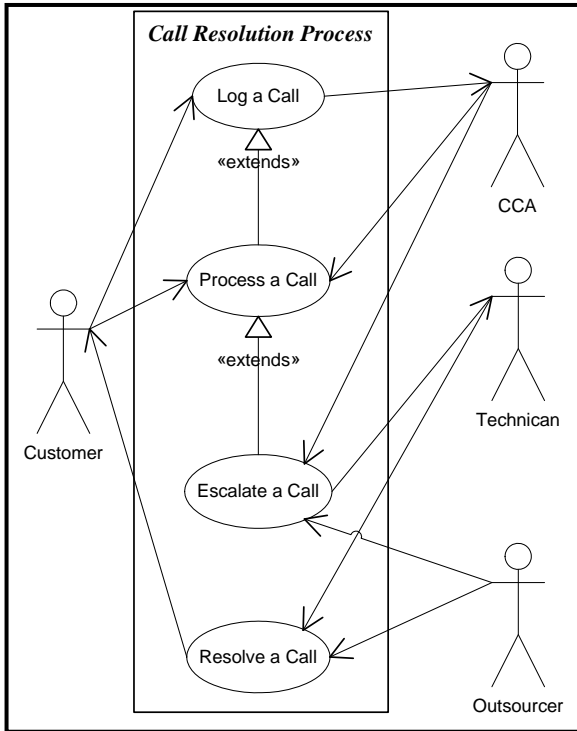 Call Resolution Process
Log a Call
«extends»
CCA
Process a Call
«extends»
Customer
Technican
Escalate a Call
Resolve a Call
Outsourcer